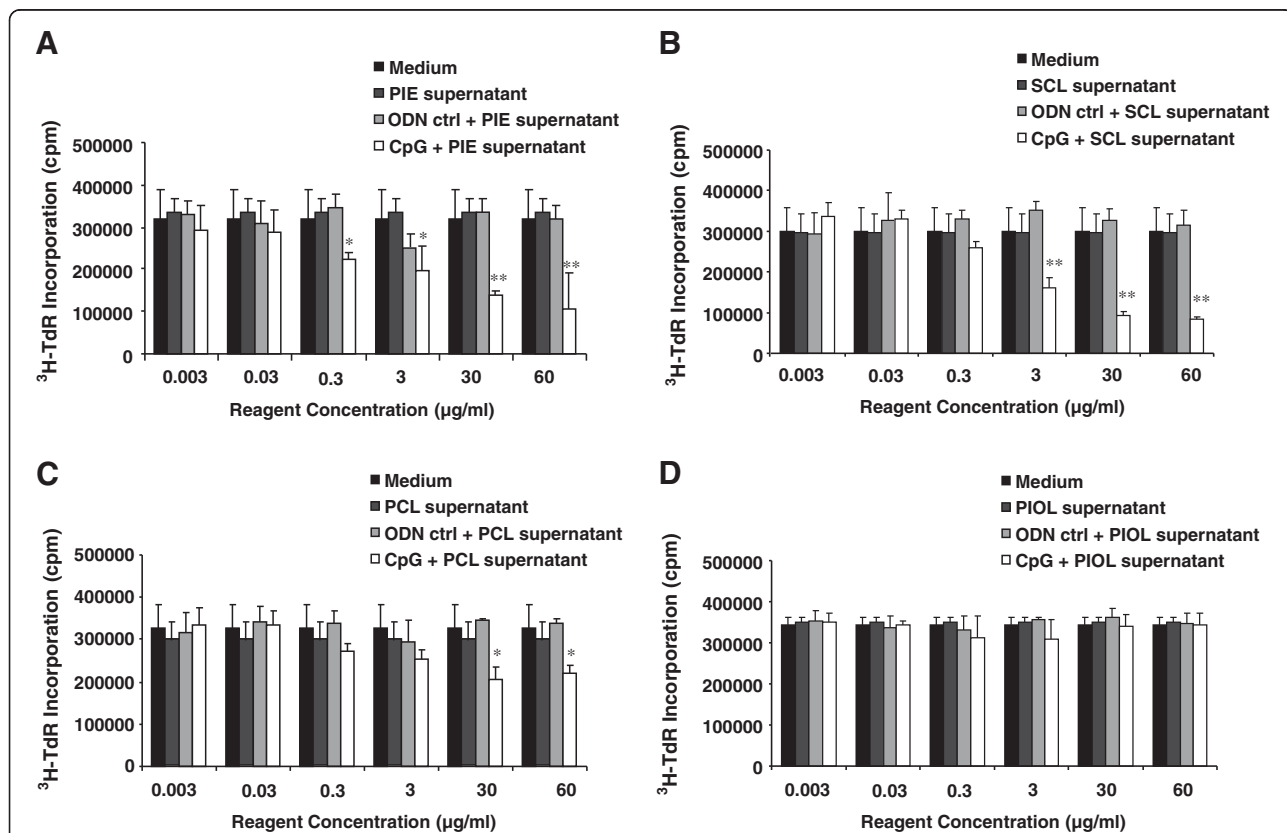 A
Medium
PIE supernatant
ODN ctrl + PIE supernatant
CpG + PIE supernatant
³H-TdR Incorporation (cpm)
500000
400000
300000
200000
100000
0
* * ** **
0.003 0.03 0.3 3 30 60
Reagent Concentration (µg/ml)
B
Medium
SCL supernatant
ODN ctrl + SCL supernatant
CpG + SCL supernatant
³H-TdR Incorporation (cpm)
500000
400000
300000
200000
100000
0
** ** **
0.003 0.03 0.3 3 30 60
Reagent Concentration (µg/ml)
C
Medium
PCL supernatant
ODN ctrl + PCL supernatant
CpG + PCL supernatant
³H-TdR Incorporation (cpm)
500000
400000
300000
200000
100000
0
* *
0.003 0.03 0.3 3 30 60
Reagent Concentration (µg/ml)
D
Medium
PIOL supernatant
ODN ctrl + PIOL supernatant
CpG + PIOL supernatant
³H-TdR Incorporation (cpm)
500000
400000
300000
200000
100000
0
0.003 0.03 0.3 3 30 60
Reagent Concentration (µg/ml)